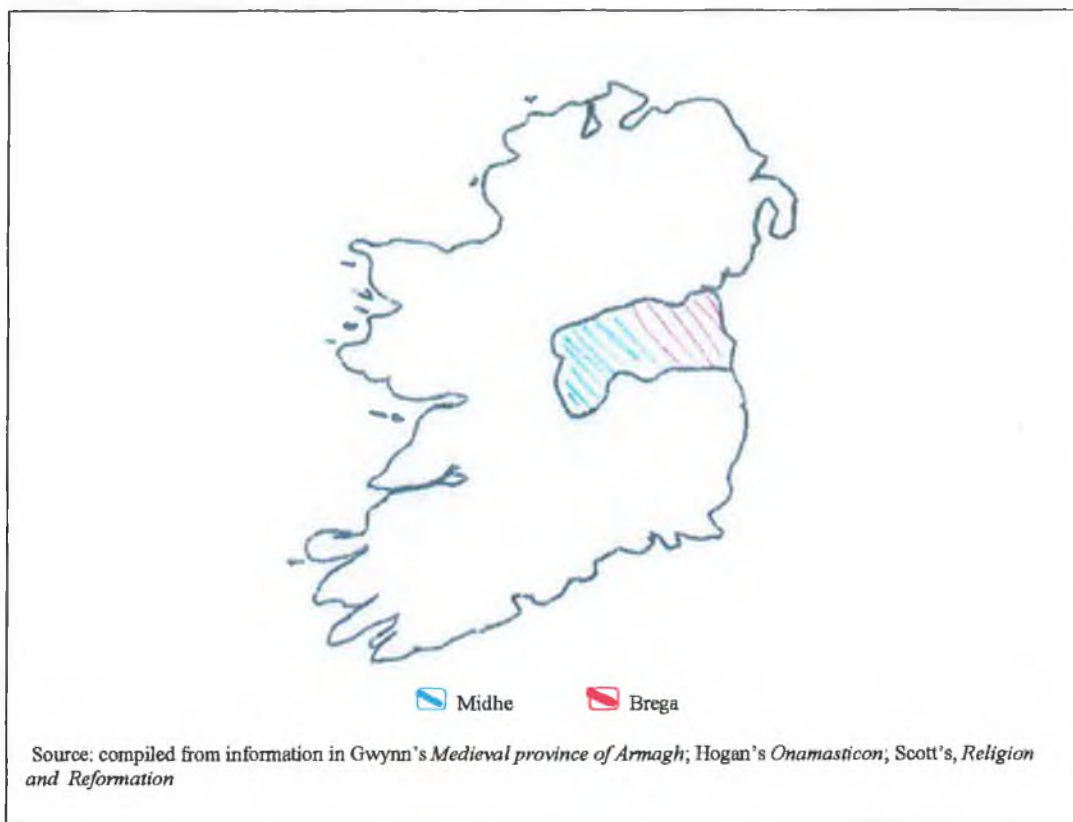 Midhe Brega
Source: compiled from information in Gwynn's Medieval province of Armagh; Hogan's Onamasticon; Scott's, Religion
and Reformation